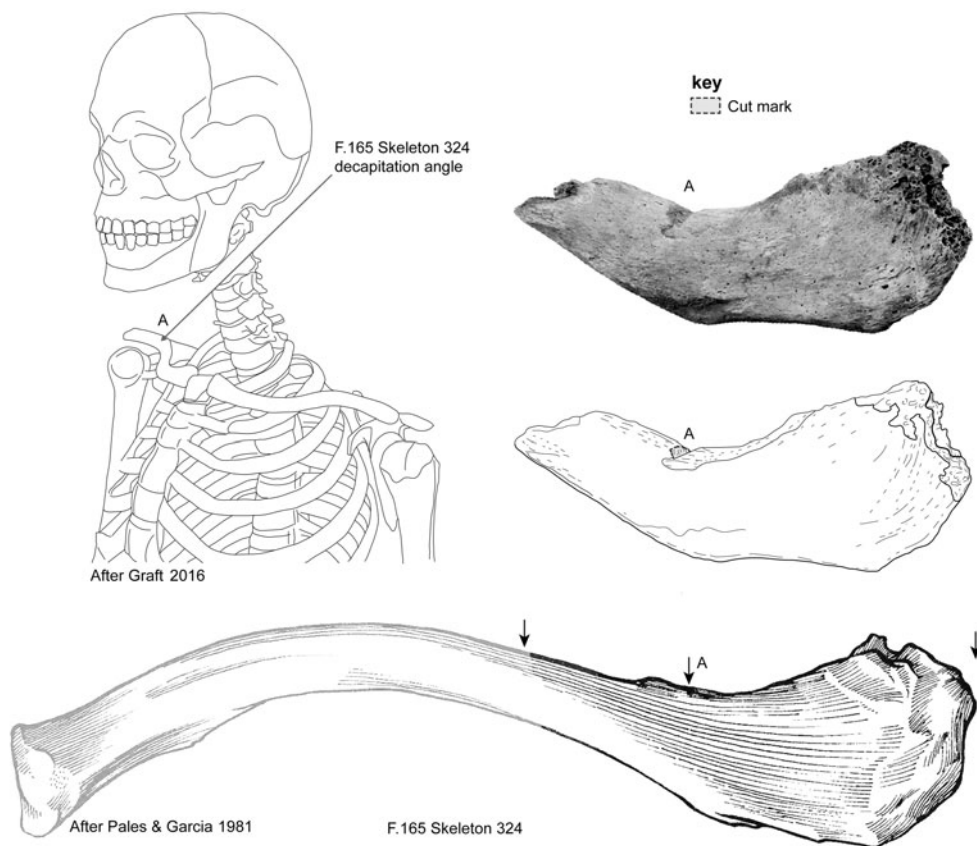 key
Cut mark
F.165 Skeleton 324
decapitation angle
A
A
After Graft 2016
A
A
After Pales & Garcia 1981
F.165 Skeleton 324